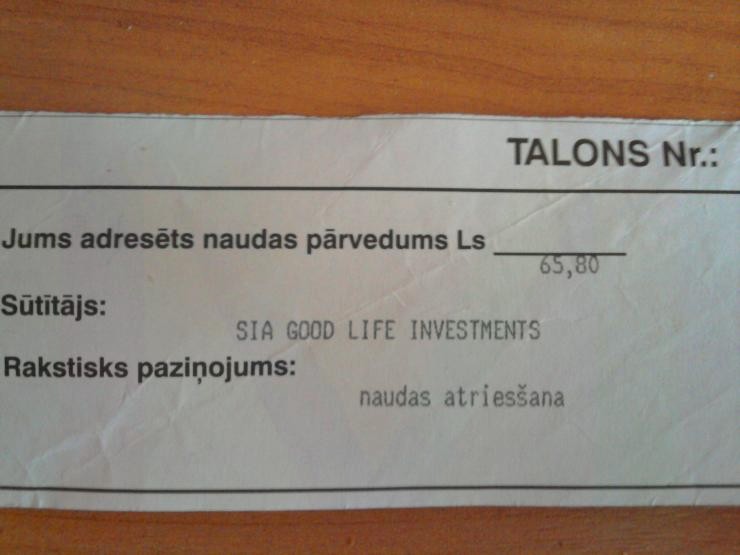 TALONS Nr.:
Jums adresēts naudas pārvedums Ls
65,80
Sūtītājs:
SIA GOOD LIFE INVESTMENTS
Rakstisks paziņojums:
naudas atriesšana